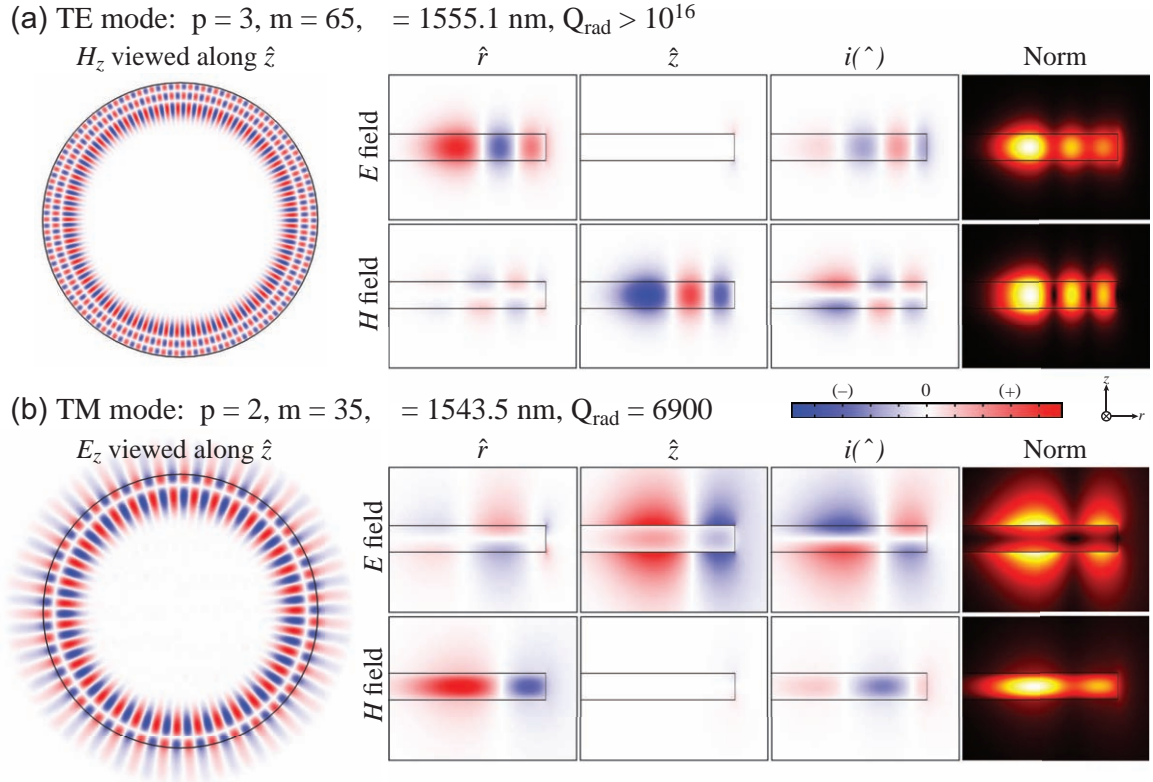 (a) TE mode: p = 3, m = 65, = 1555.1 nm, Q_rad > 10^16
H_z viewed along ẑ
r̂ ẑ i(ˆ) Norm
E field
H field
(b) TM mode: p = 2, m = 35, = 1543.5 nm, Q_rad = 6900
(–) 0 (+)
z
r
E_z viewed along ẑ
r̂ ẑ i(ˆ) Norm
E field
H field